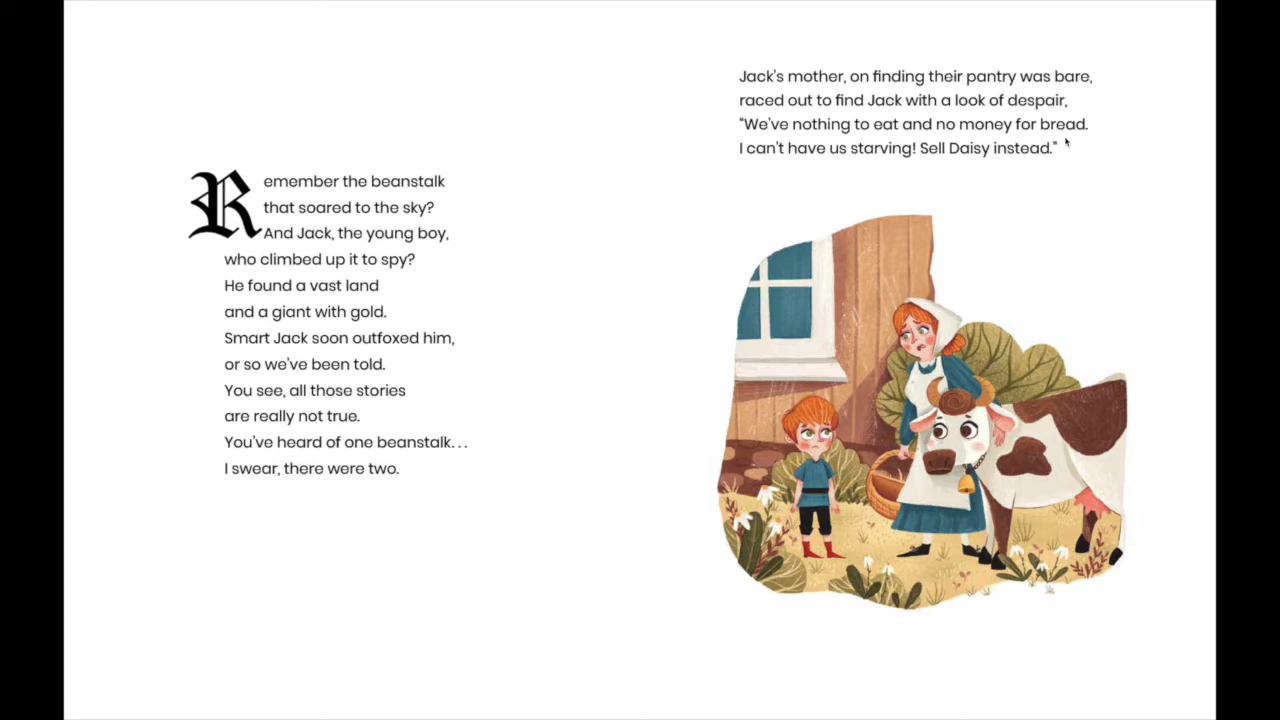 Remember the beanstalk
that soared to the sky?
And Jack, the young boy,
who climbed up it to spy?
He found a vast land
and a giant with gold.
Smart Jack soon outfoxed him,
or so we’ve been told.
You see, all those stories
are really not true.
You’ve heard of one beanstalk...
I swear, there were two.
Jack’s mother, on finding their pantry was bare,
raced out to find Jack with a look of despair,
“We’ve nothing to eat and no money for bread.
I can’t have us starving! Sell Daisy instead.”